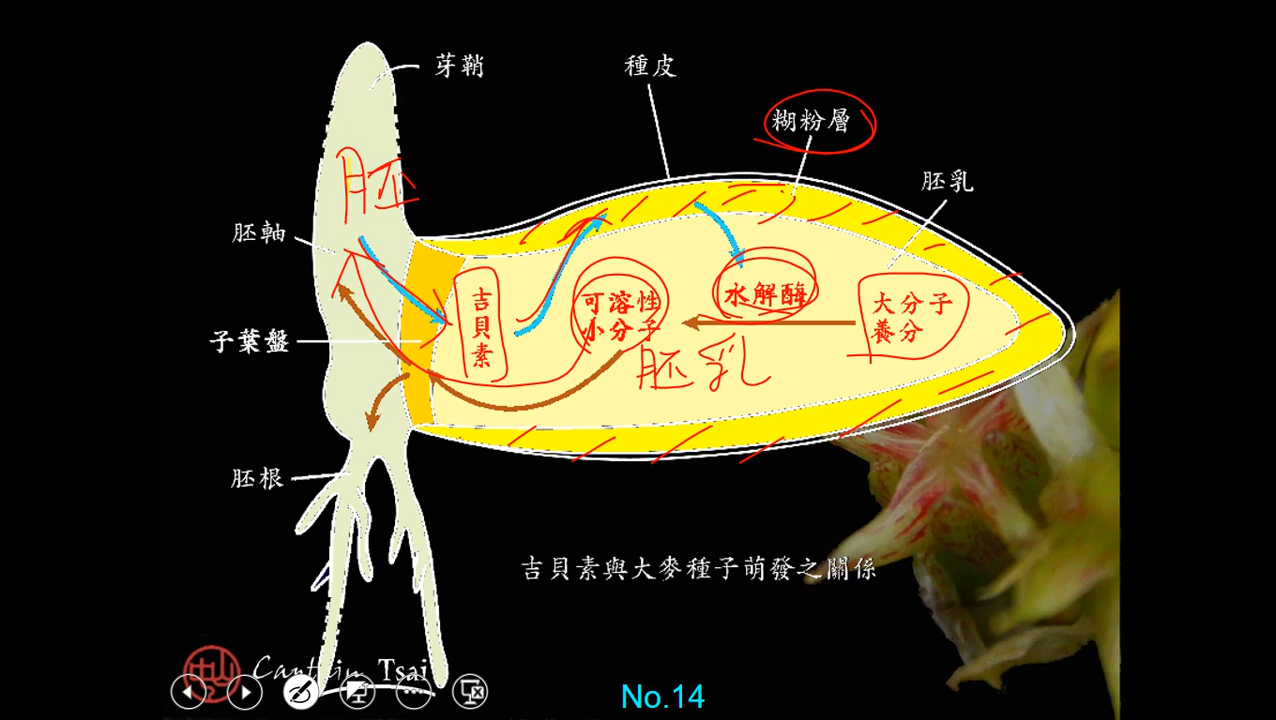 芽鞘
種皮
糊粉層
胚乳
胚
胚軸
吉貝素
可溶性
小分子
水解酶
大分子
養分
子葉盤
胚乳
胚根
吉貝素與大麥種子萌發之關係
Tsai
No.14